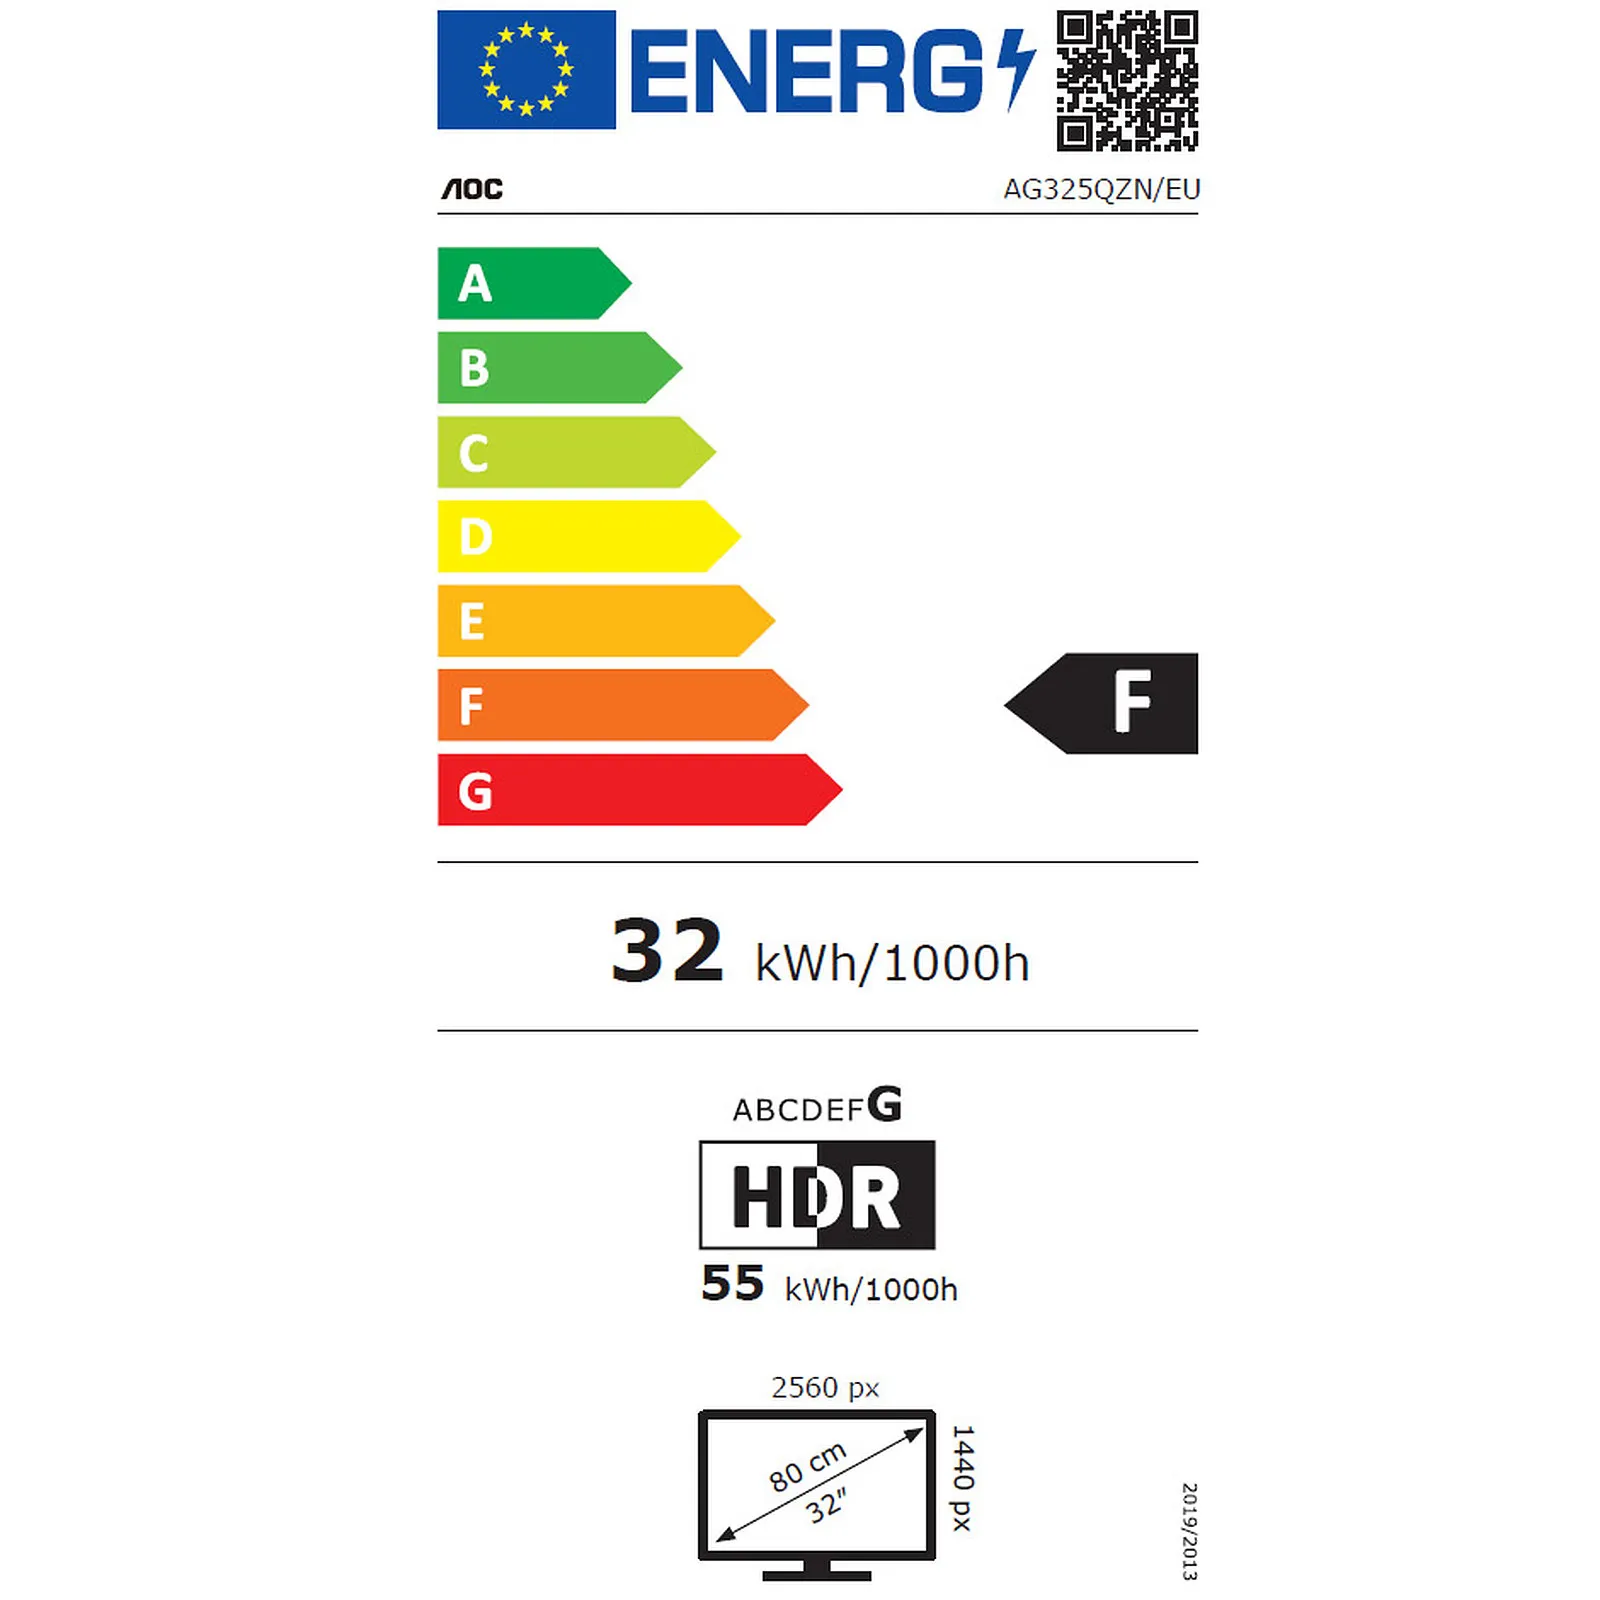 ENERG
AOC
AG325QZN/EU
A
B
C
D
E
F
F
G
32 kWh/1000h
ABCDEFG
HDR
55 kWh/1000h
2560 px
80 cm
32"
1440 px
2019/2013